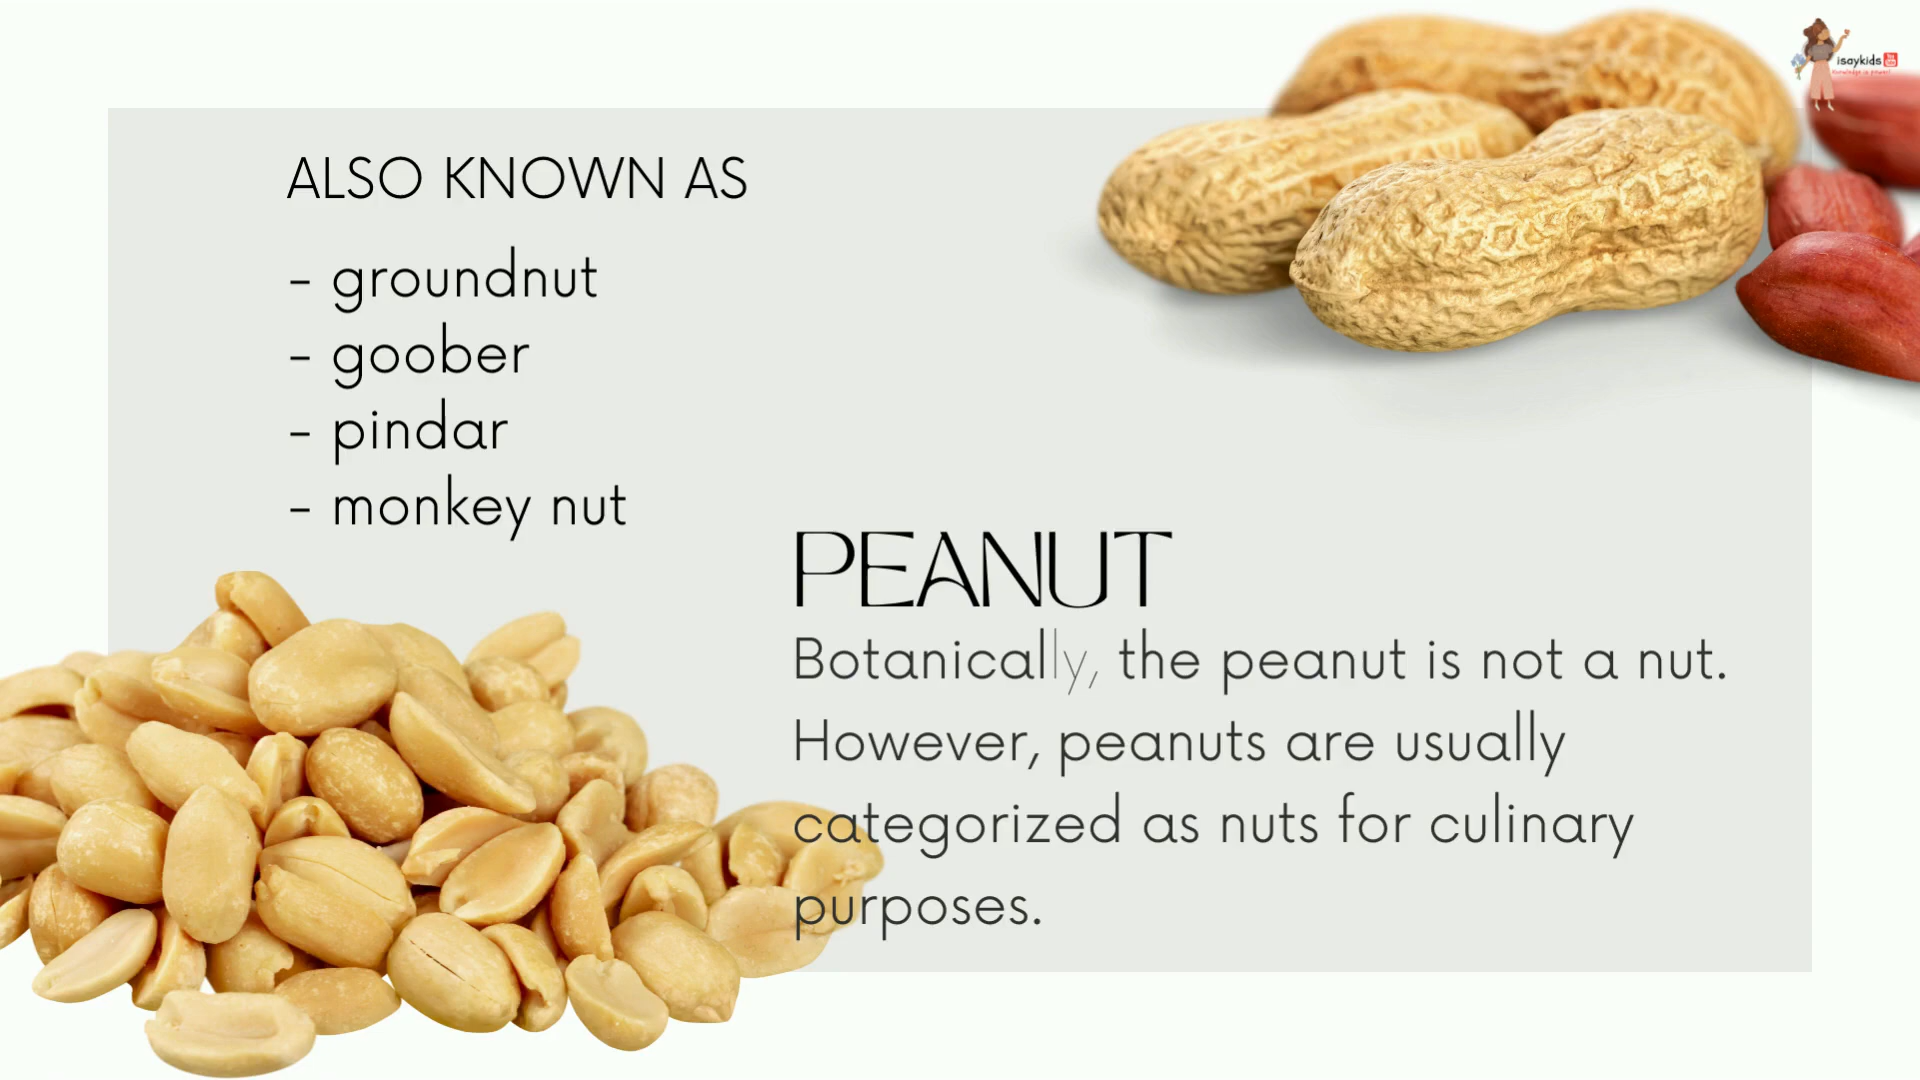 isaykids
ALSO KNOWN AS
- groundnut
- goober
- pindar
- monkey nut
PEANUT
Botanically, the peanut is not a nut.
However, peanuts are usually
categorized as nuts for culinary
purposes.